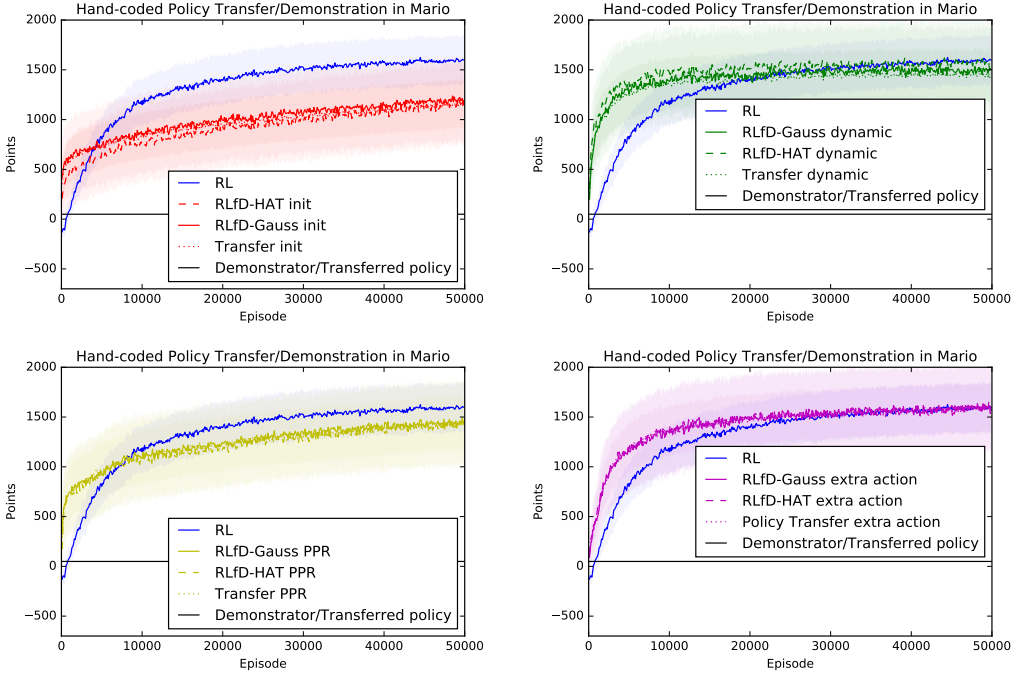 Hand-coded Policy Transfer/Demonstration in Mario
2000
1500
1000
500
0
−500
Points
RL
RLfD-HAT init
RLfD-Gauss init
Transfer init
Demonstrator/Transferred policy
0 10000 20000 30000 40000 50000
Episode
Hand-coded Policy Transfer/Demonstration in Mario
2000
1500
1000
500
0
−500
Points
RL
RLfD-Gauss dynamic
RLfD-HAT dynamic
Transfer dynamic
Demonstrator/Transferred policy
0 10000 20000 30000 40000 50000
Episode
Hand-coded Policy Transfer/Demonstration in Mario
2000
1500
1000
500
0
−500
Points
RL
RLfD-Gauss PPR
RLfD-HAT PPR
Transfer PPR
Demonstrator/Transferred policy
0 10000 20000 30000 40000 50000
Episode
Hand-coded Policy Transfer/Demonstration in Mario
2000
1500
1000
500
0
−500
Points
RL
RLfD-Gauss extra action
RLfD-HAT extra action
Policy Transfer extra action
Demonstrator/Transferred policy
0 10000 20000 30000 40000 50000
Episode